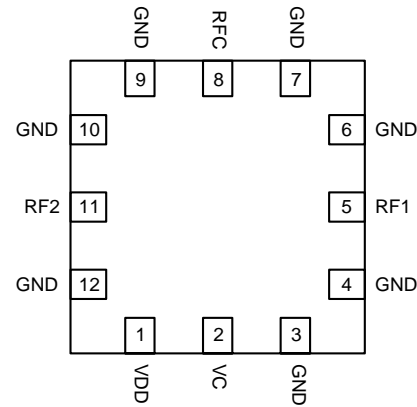 GND RFC GND
9 8 7
GND 10 6 GND
RF2 11 5 RF1
GND 12 4 GND
1 2 3
VDD VC GND